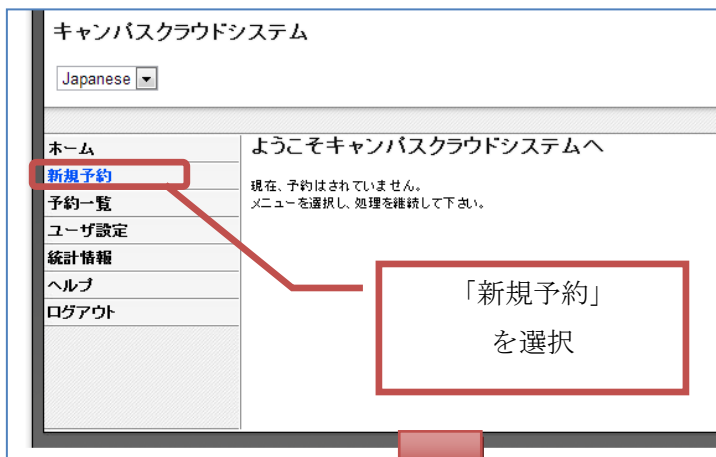 キャンパスクラウドシステム
Japanese
ホーム
新規予約
予約一覧
ユーザ設定
統計情報
ヘルプ
ログアウト
ようこそキャンパスクラウドシステムへ
現在、予約はされていません。
メニューを選択し、処理を継続して下さい。
「新規予約」
を選択